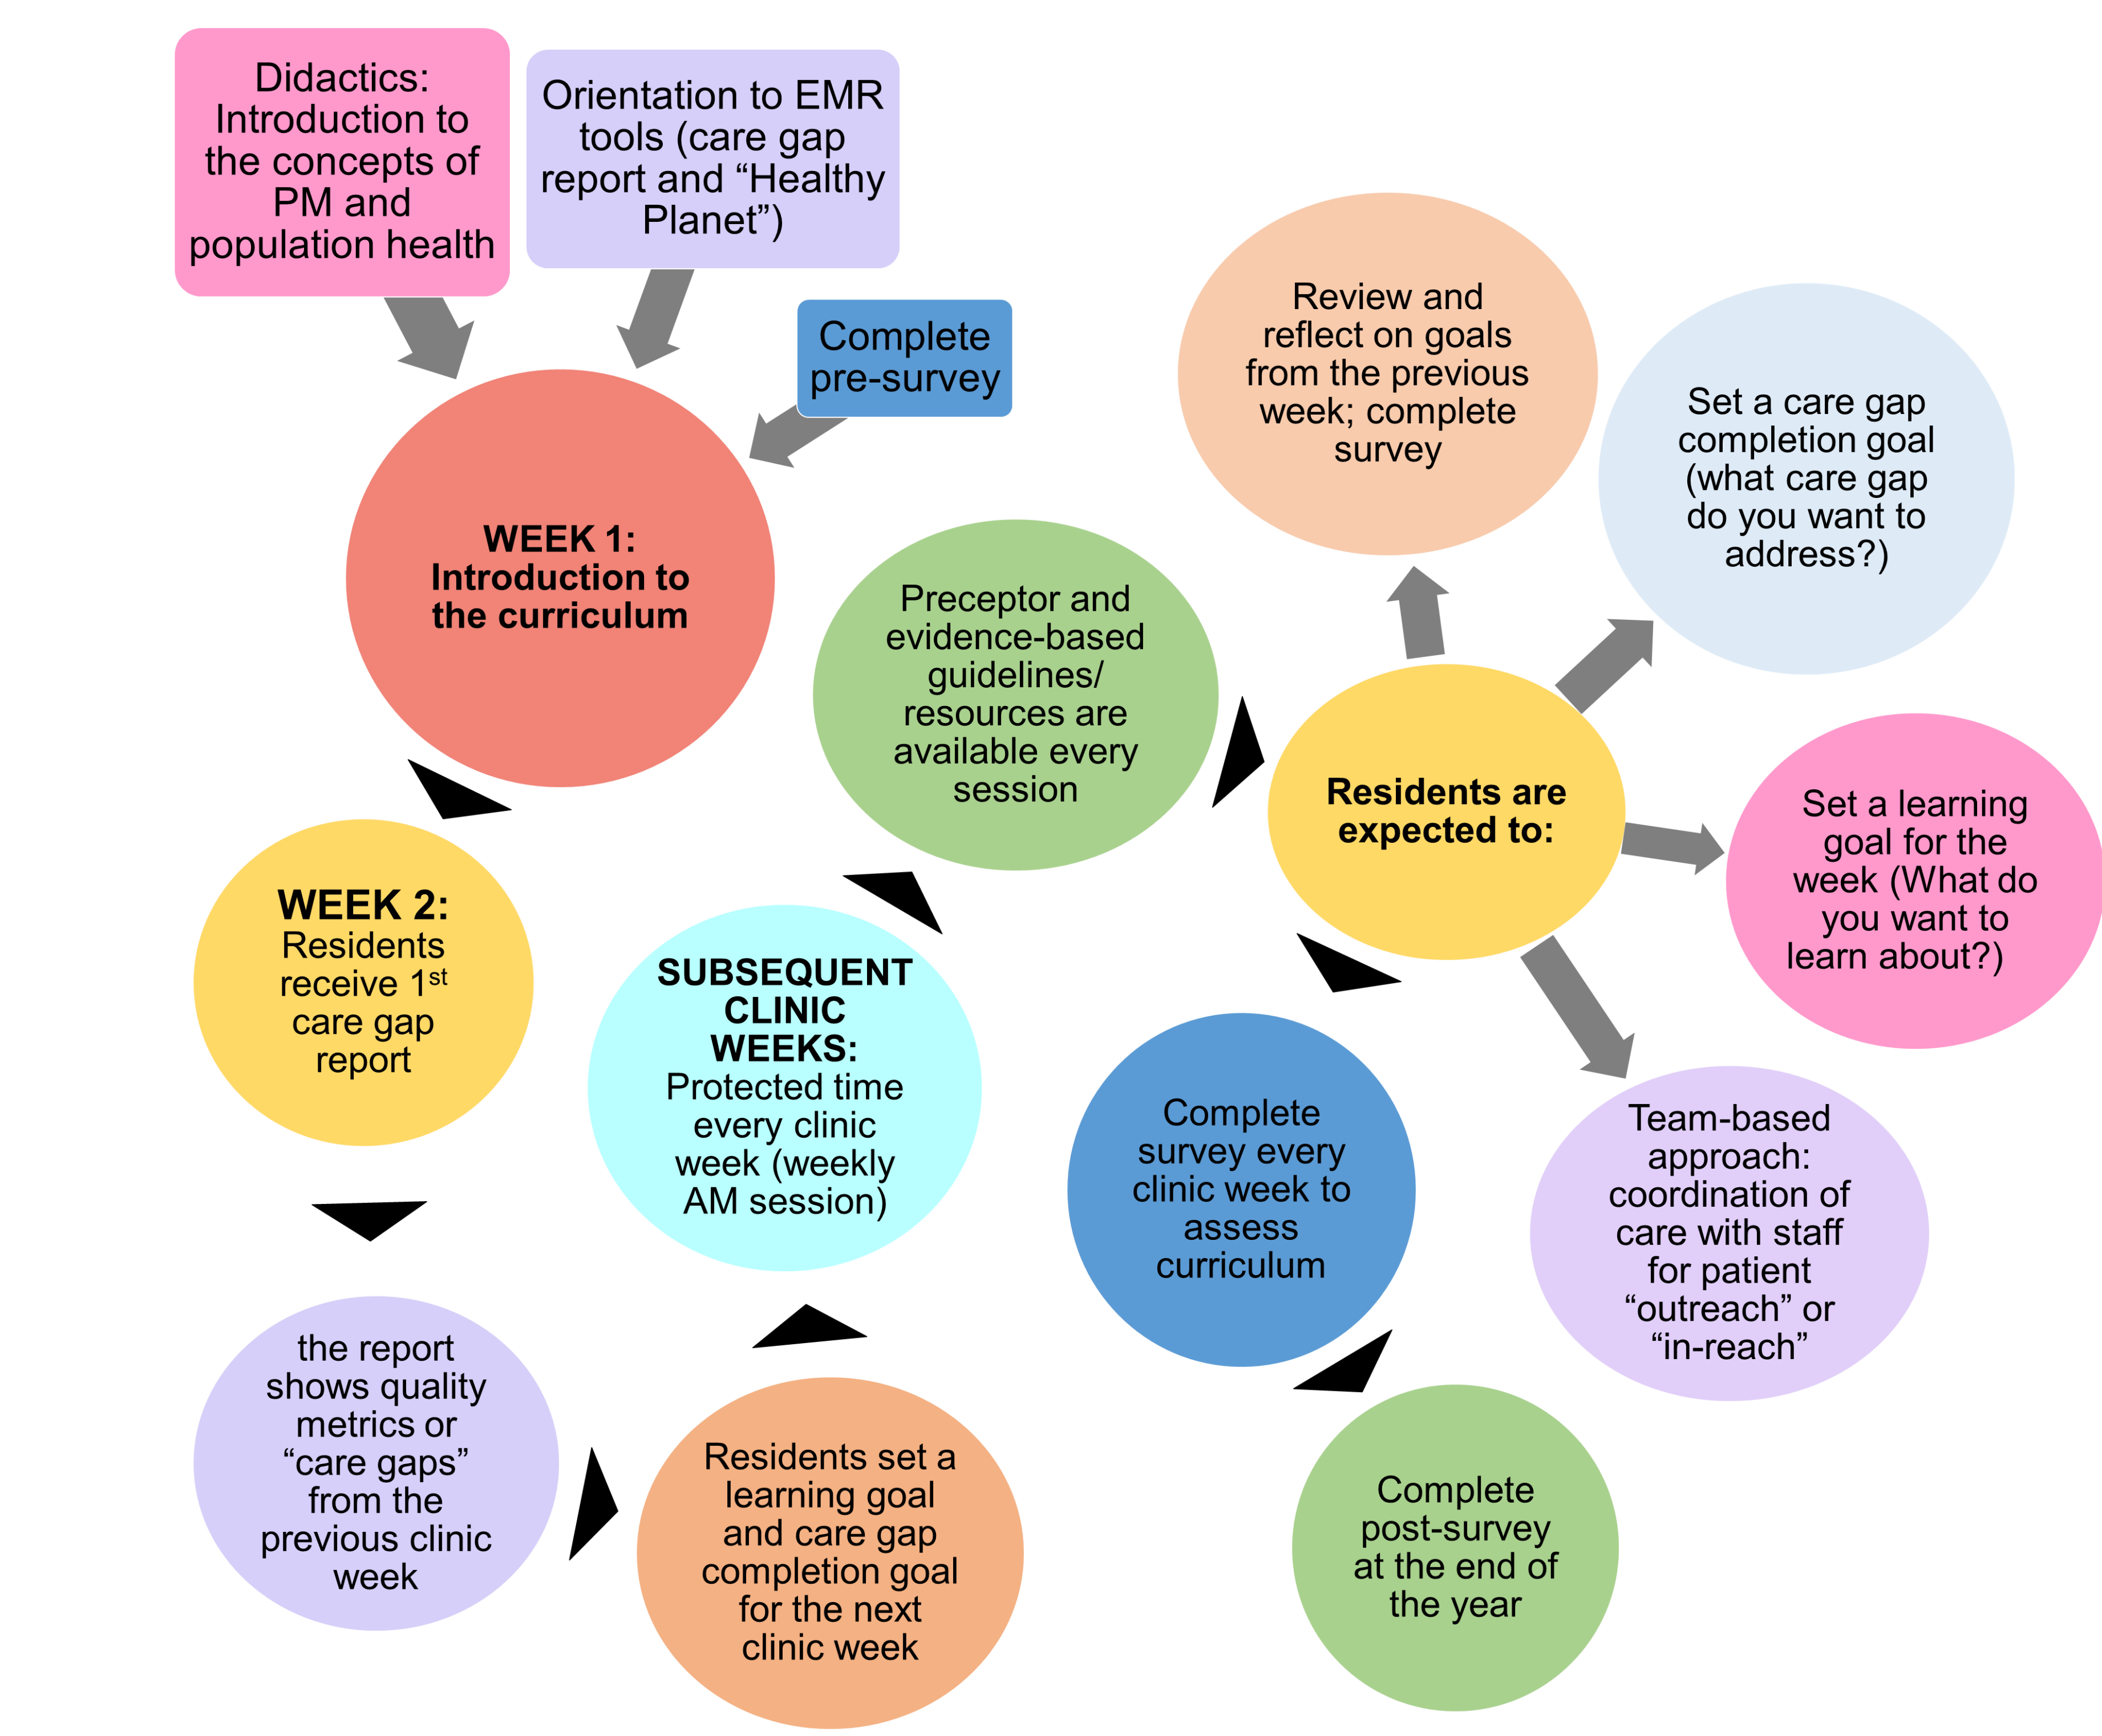 Didactics:
Introduction to
the concepts of
PM and
population health
Orientation to EMR
tools (care gap
report and “Healthy
Planet”)
Complete
pre-survey
WEEK 1:
Introduction to
the curriculum
WEEK 2:
Residents
receive 1st
care gap
report
the report
shows quality
metrics or
“care gaps”
from the
previous clinic
week
Residents set a
learning goal
and care gap
completion goal
for the next
clinic week
SUBSEQUENT
CLINIC
WEEKS:
Protected time
every clinic
week (weekly
AM session)
Preceptor and
evidence-based
guidelines/
resources are
available every
session
Residents are
expected to:
Review and
reflect on goals
from the previous
week; complete
survey
Set a care gap
completion goal
(what care gap
do you want to
address?)
Set a learning
goal for the
week (What do
you want to
learn about?)
Team-based
approach:
coordination of
care with staff
for patient
“outreach” or
“in-reach”
Complete
survey every
clinic week to
assess
curriculum
Complete
post-survey
at the end of
the year